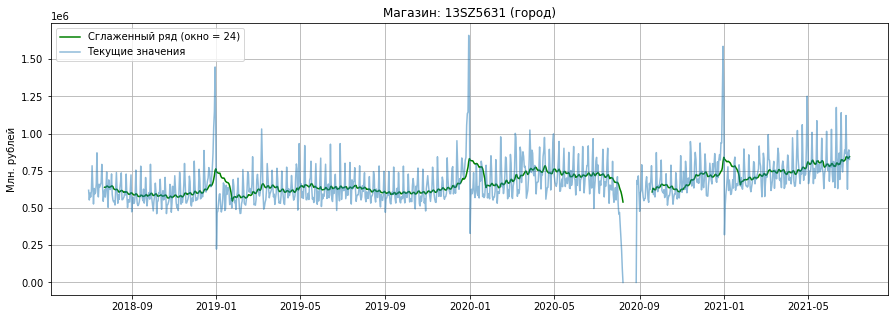 Магазин: 13SZ5631 (город)
1e6
Сглаженный ряд (окно = 24)
Текущие значения
Млн. рублей
1.50
1.25
1.00
0.75
0.50
0.25
0.00
2018-09 2019-01 2019-05 2019-09 2020-01 2020-05 2020-09 2021-01 2021-05